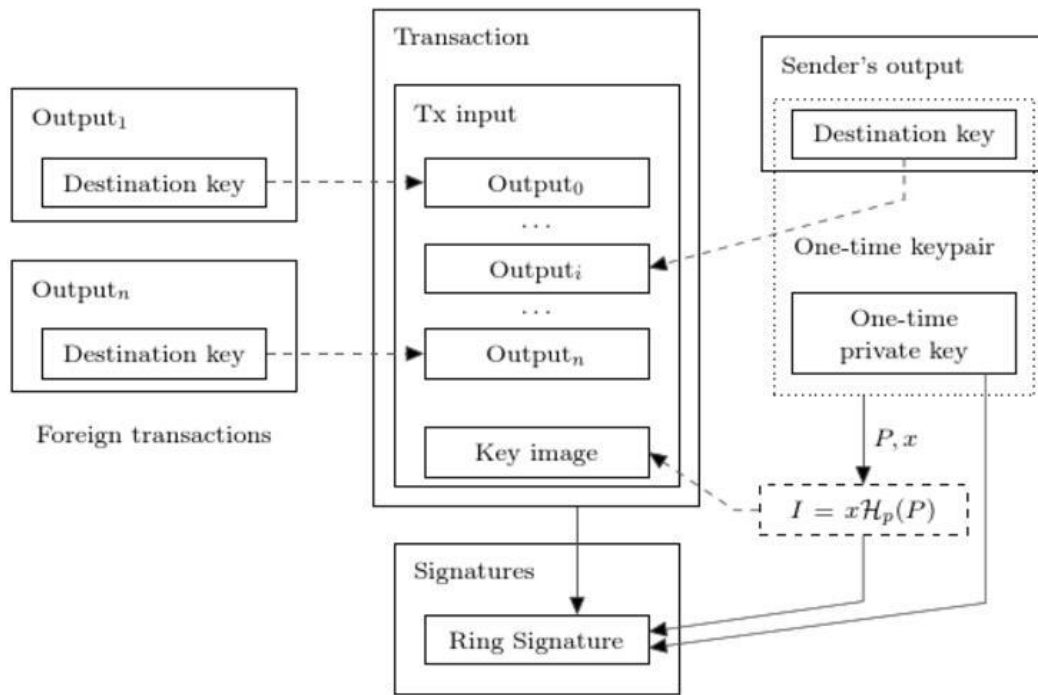 Output₁
Destination key
Outputₙ
Destination key
Foreign transactions
Transaction
Tx input
Output₀
...
Outputᵢ
...
Outputₙ
Key image
Signatures
Ring Signature
Sender's output
Destination key
One-time keypair
One-time
private key
P, x
I = xℋₚ(P)